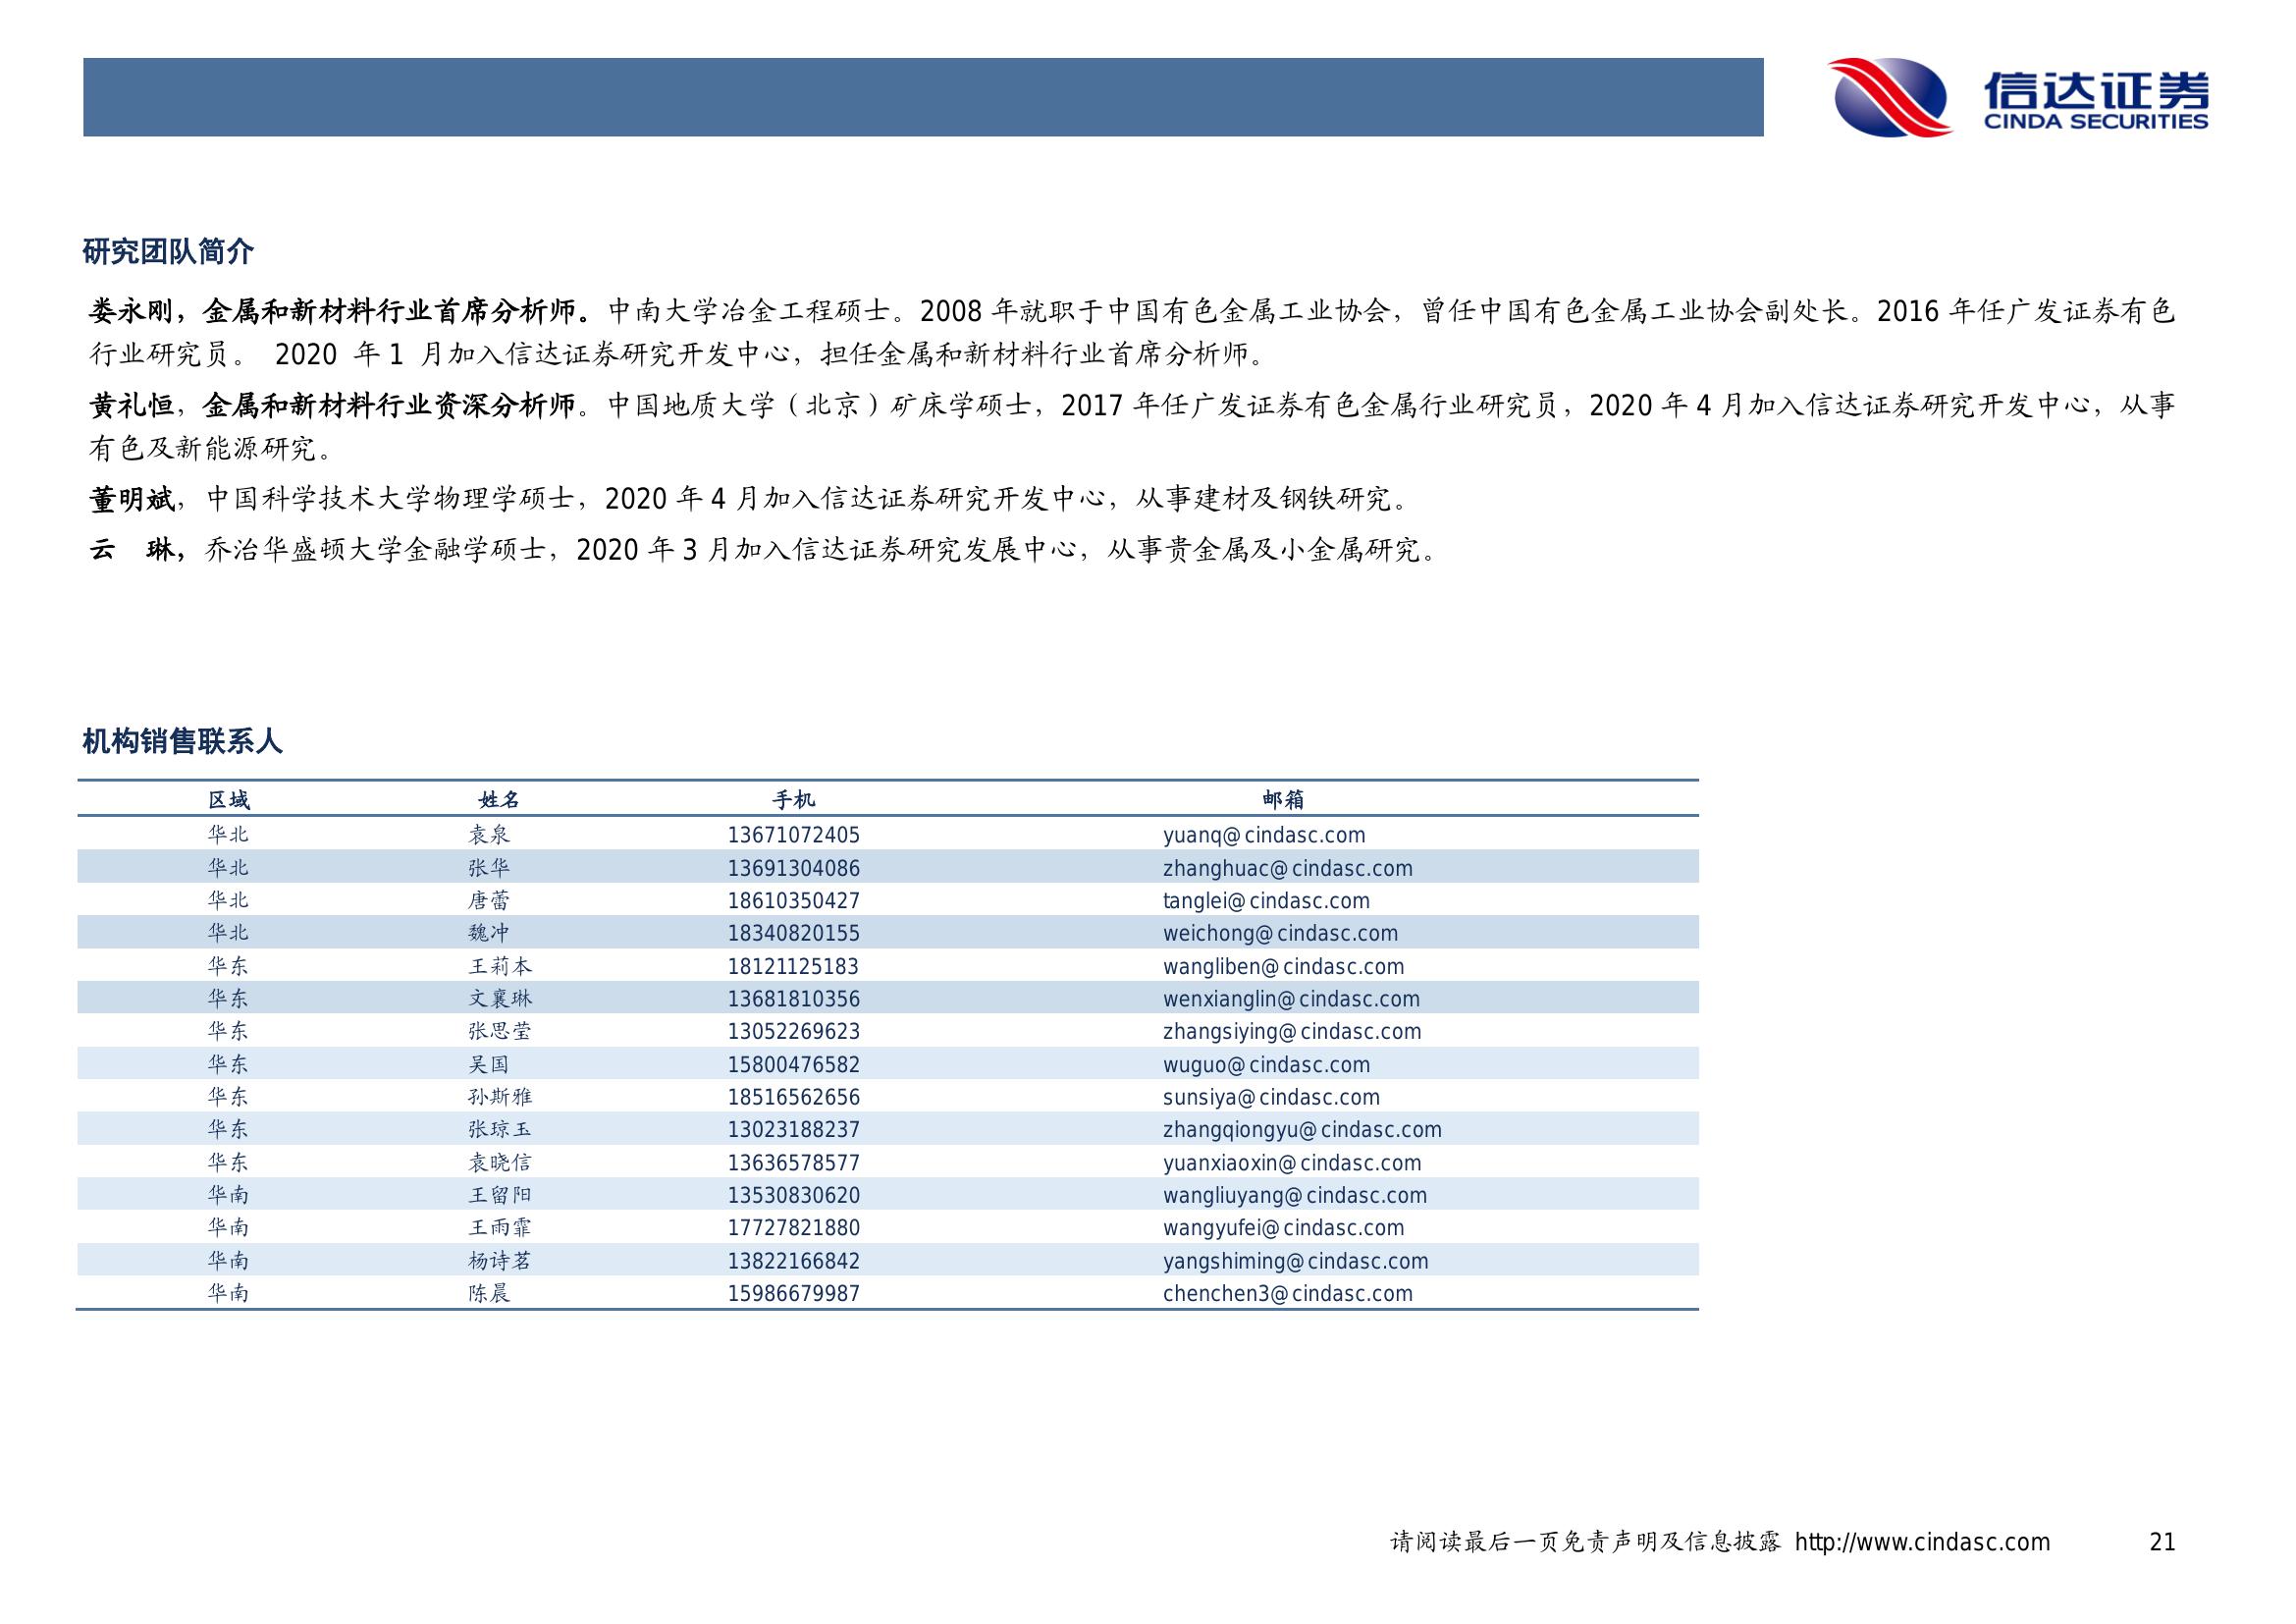 信达证券
CINDA SECURITIES
研究团队简介
娄永刚，金属和新材料行业首席分析师。中南大学冶金工程硕士。2008 年就职于中国有色金属工业协会，曾任中国有色金属工业协会副处长。2016 年任广发证券有色
行业研究员。 2020 年 1 月加入信达证券研究开发中心，担任金属和新材料行业首席分析师。
黄礼恒，金属和新材料行业资深分析师。中国地质大学（北京）矿床学硕士，2017 年任广发证券有色金属行业研究员，2020 年 4 月加入信达证券研究开发中心，从事
有色及新能源研究。
董明斌，中国科学技术大学物理学硕士，2020 年 4 月加入信达证券研究开发中心，从事建材及钢铁研究。
云　琳，乔治华盛顿大学金融学硕士，2020 年 3 月加入信达证券研究发展中心，从事贵金属及小金属研究。
机构销售联系人
区域 姓名 手机 邮箱
华北 袁泉 13671072405 yuanq@cindasc.com
华北 张华 13691304086 zhanghuac@cindasc.com
华北 唐蕾 18610350427 tanglei@cindasc.com
华北 魏冲 18340820155 weichong@cindasc.com
华东 王莉本 18121125183 wangliben@cindasc.com
华东 文襄琳 13681810356 wenxianglin@cindasc.com
华东 张思莹 13052269623 zhangsiying@cindasc.com
华东 吴国 15800476582 wuguo@cindasc.com
华东 孙斯雅 18516562656 sunsiya@cindasc.com
华东 张琼玉 13023188237 zhangqiongyu@cindasc.com
华东 袁晓信 13636578577 yuanxiaoxin@cindasc.com
华南 王留阳 13530830620 wangliuyang@cindasc.com
华南 王雨霏 17727821880 wangyufei@cindasc.com
华南 杨诗茗 13822166842 yangshiming@cindasc.com
华南 陈晨 15986679987 chenchen3@cindasc.com
请阅读最后一页免责声明及信息披露 http://www.cindasc.com 21